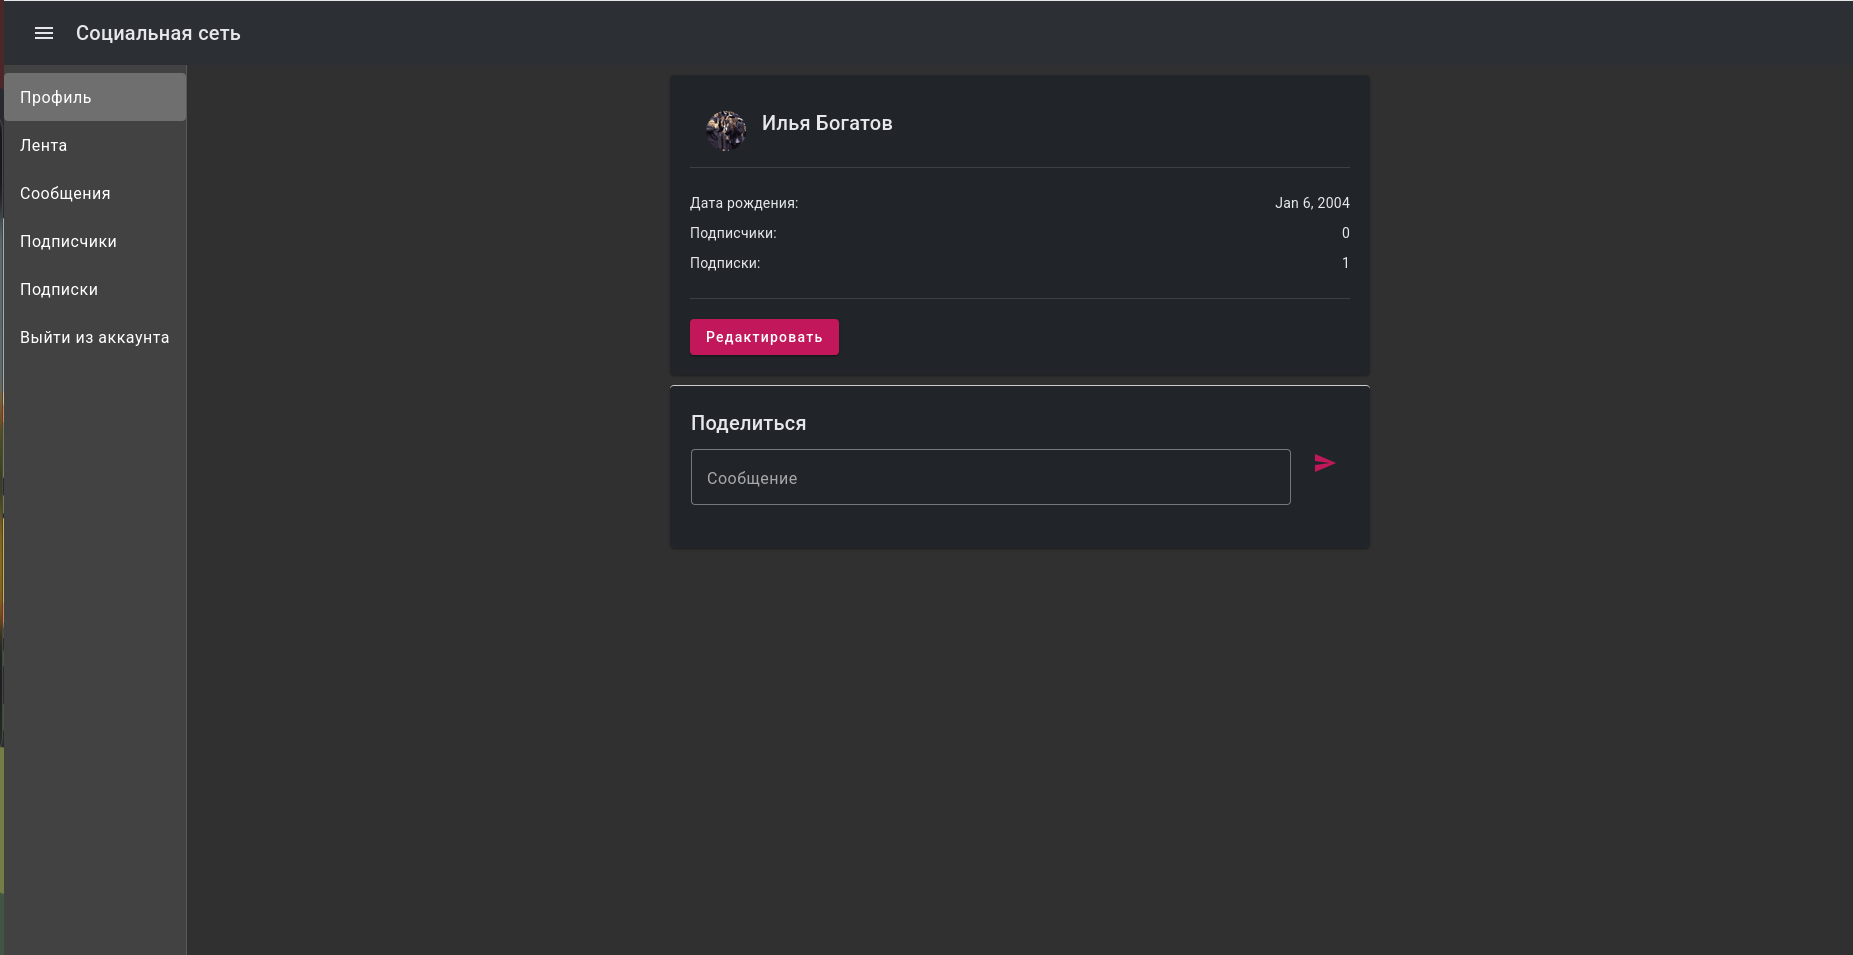 Социальная сеть
Профиль
Лента
Сообщения
Подписчики
Подписки
Выйти из аккаунта
Илья Богатов
Дата рождения: Jan 6, 2004
Подписчики: 0
Подписки: 1
Редактировать
Поделиться
Сообщение